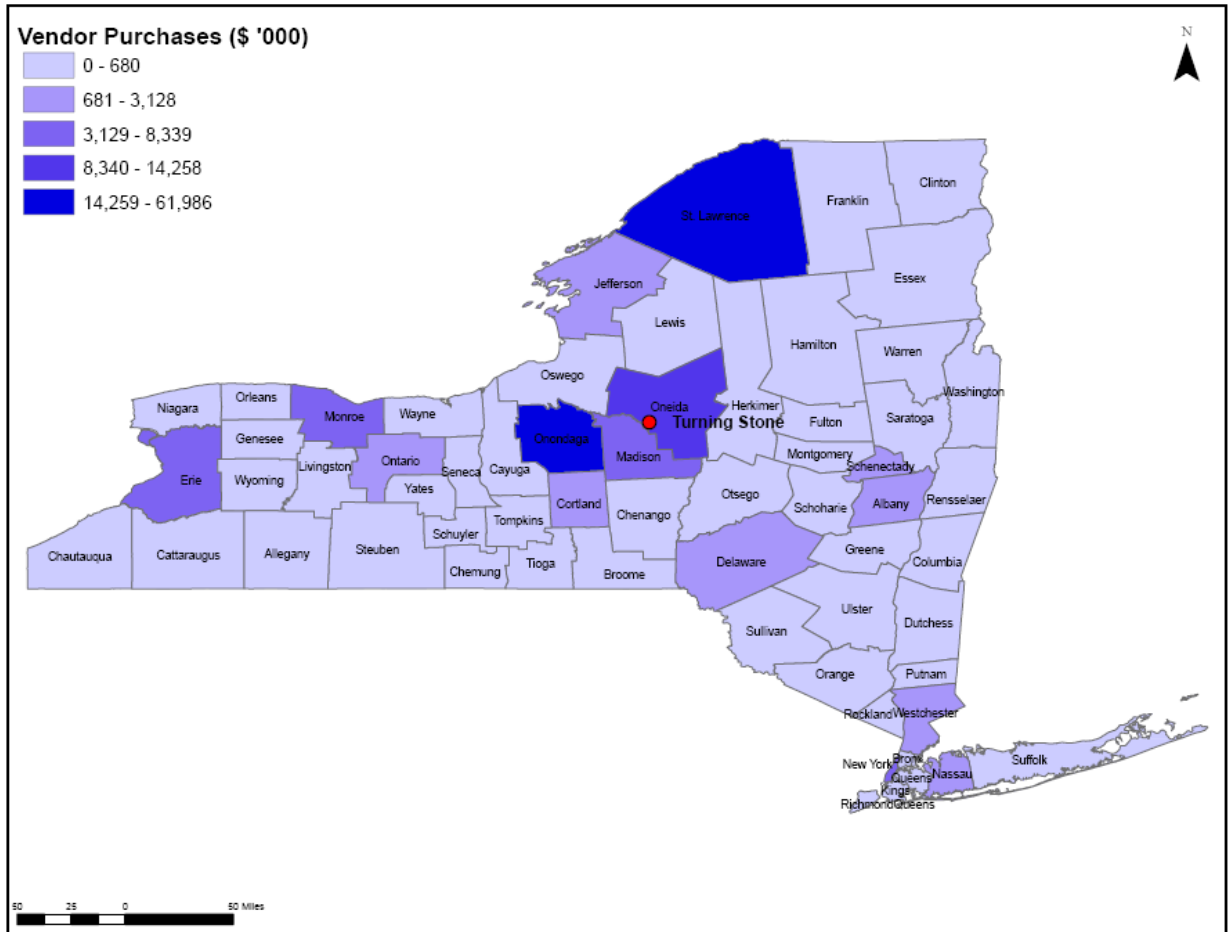 Vendor Purchases ($ '000)
0 - 680
681 - 3,128
3,129 - 8,339
8,340 - 14,258
14,259 - 61,986
N
Clinton
Franklin
St. Lawrence
Essex
Jefferson
Lewis
Hamilton
Warren
Oswego
Washington
Orleans
Niagara
Monroe
Wayne
Oneida
Herkimer
Turning Stone
Fulton
Saratoga
Genesee
Onondaga
Madison
Montgomery
Ontario
Livingston
Seneca
Cayuga
Schenectady
Erie
Wyoming
Yates
Cortland
Otsego
Schoharie
Albany
Rensselaer
Chenango
Tompkins
Schuyler
Chautauqua
Cattaraugus
Allegany
Steuben
Chemung
Tioga
Broome
Delaware
Greene
Columbia
Ulster
Dutchess
Sullivan
Orange
Putnam
Rockland
Westchester
New York
Bronx
Suffolk
Queens
Nassau
Kings
Richmond
Queens
50
25
0
50 Miles